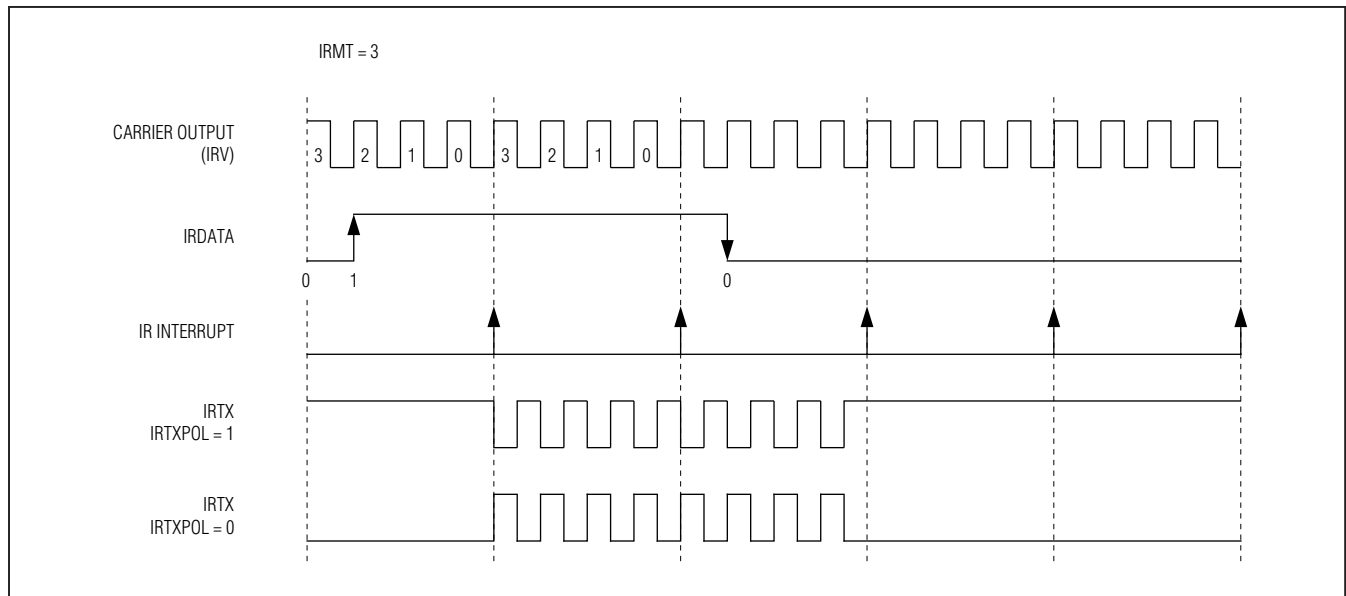 IRMT = 3
CARRIER OUTPUT
(IRV)
3 2 1 0 3 2 1 0
IRDATA
0 1 0
IR INTERRUPT
IRTX
IRTXPOL = 1
IRTX
IRTXPOL = 0